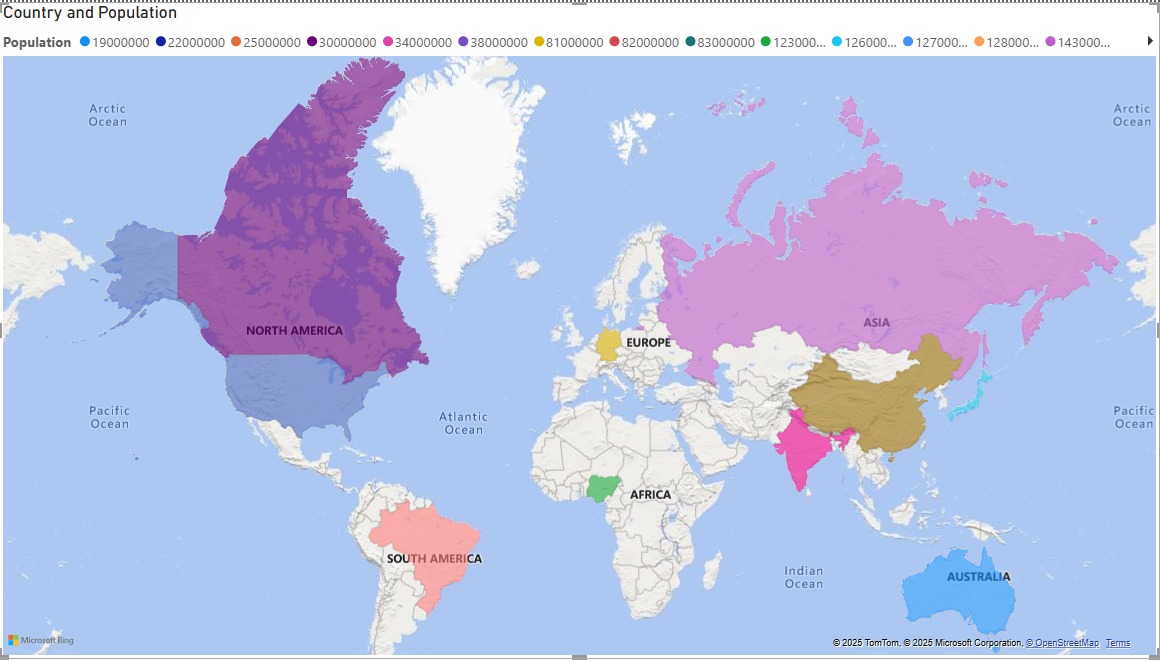 Country and Population
Population 19000000 22000000 25000000 30000000 34000000 38000000 81000000 82000000 83000000 123000... 126000... 127000... 128000... 143000...
Arctic
Ocean
Arctic
Ocean
NORTH AMERICA
EUROPE
ASIA
Pacific
Ocean
Atlantic
Ocean
Pacific
Ocean
AFRICA
SOUTH AMERICA
Indian
Ocean
AUSTRALIA
Microsoft Bing
© 2025 TomTom, © 2025 Microsoft Corporation, © OpenStreetMap Terms